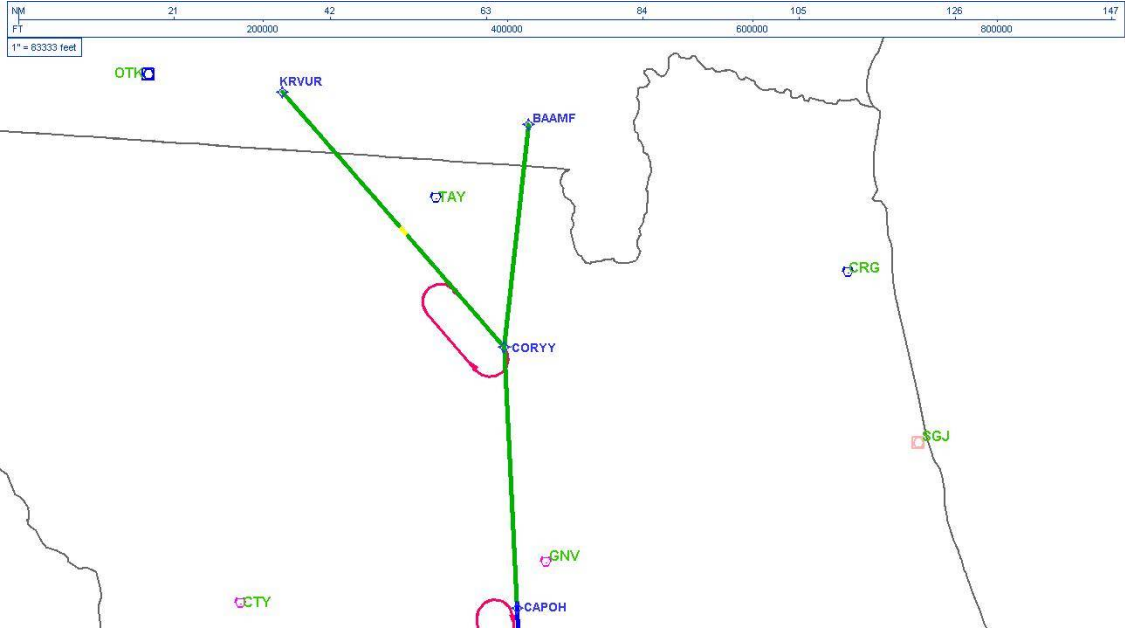 NM 21 42 63 84 105 126 147
FT 200000 400000 600000 800000
1" = 83333 feet
OTK
KRVUR
BAAMF
TAY
CRG
CORYY
SGJ
GNV
CTY
CAPOH